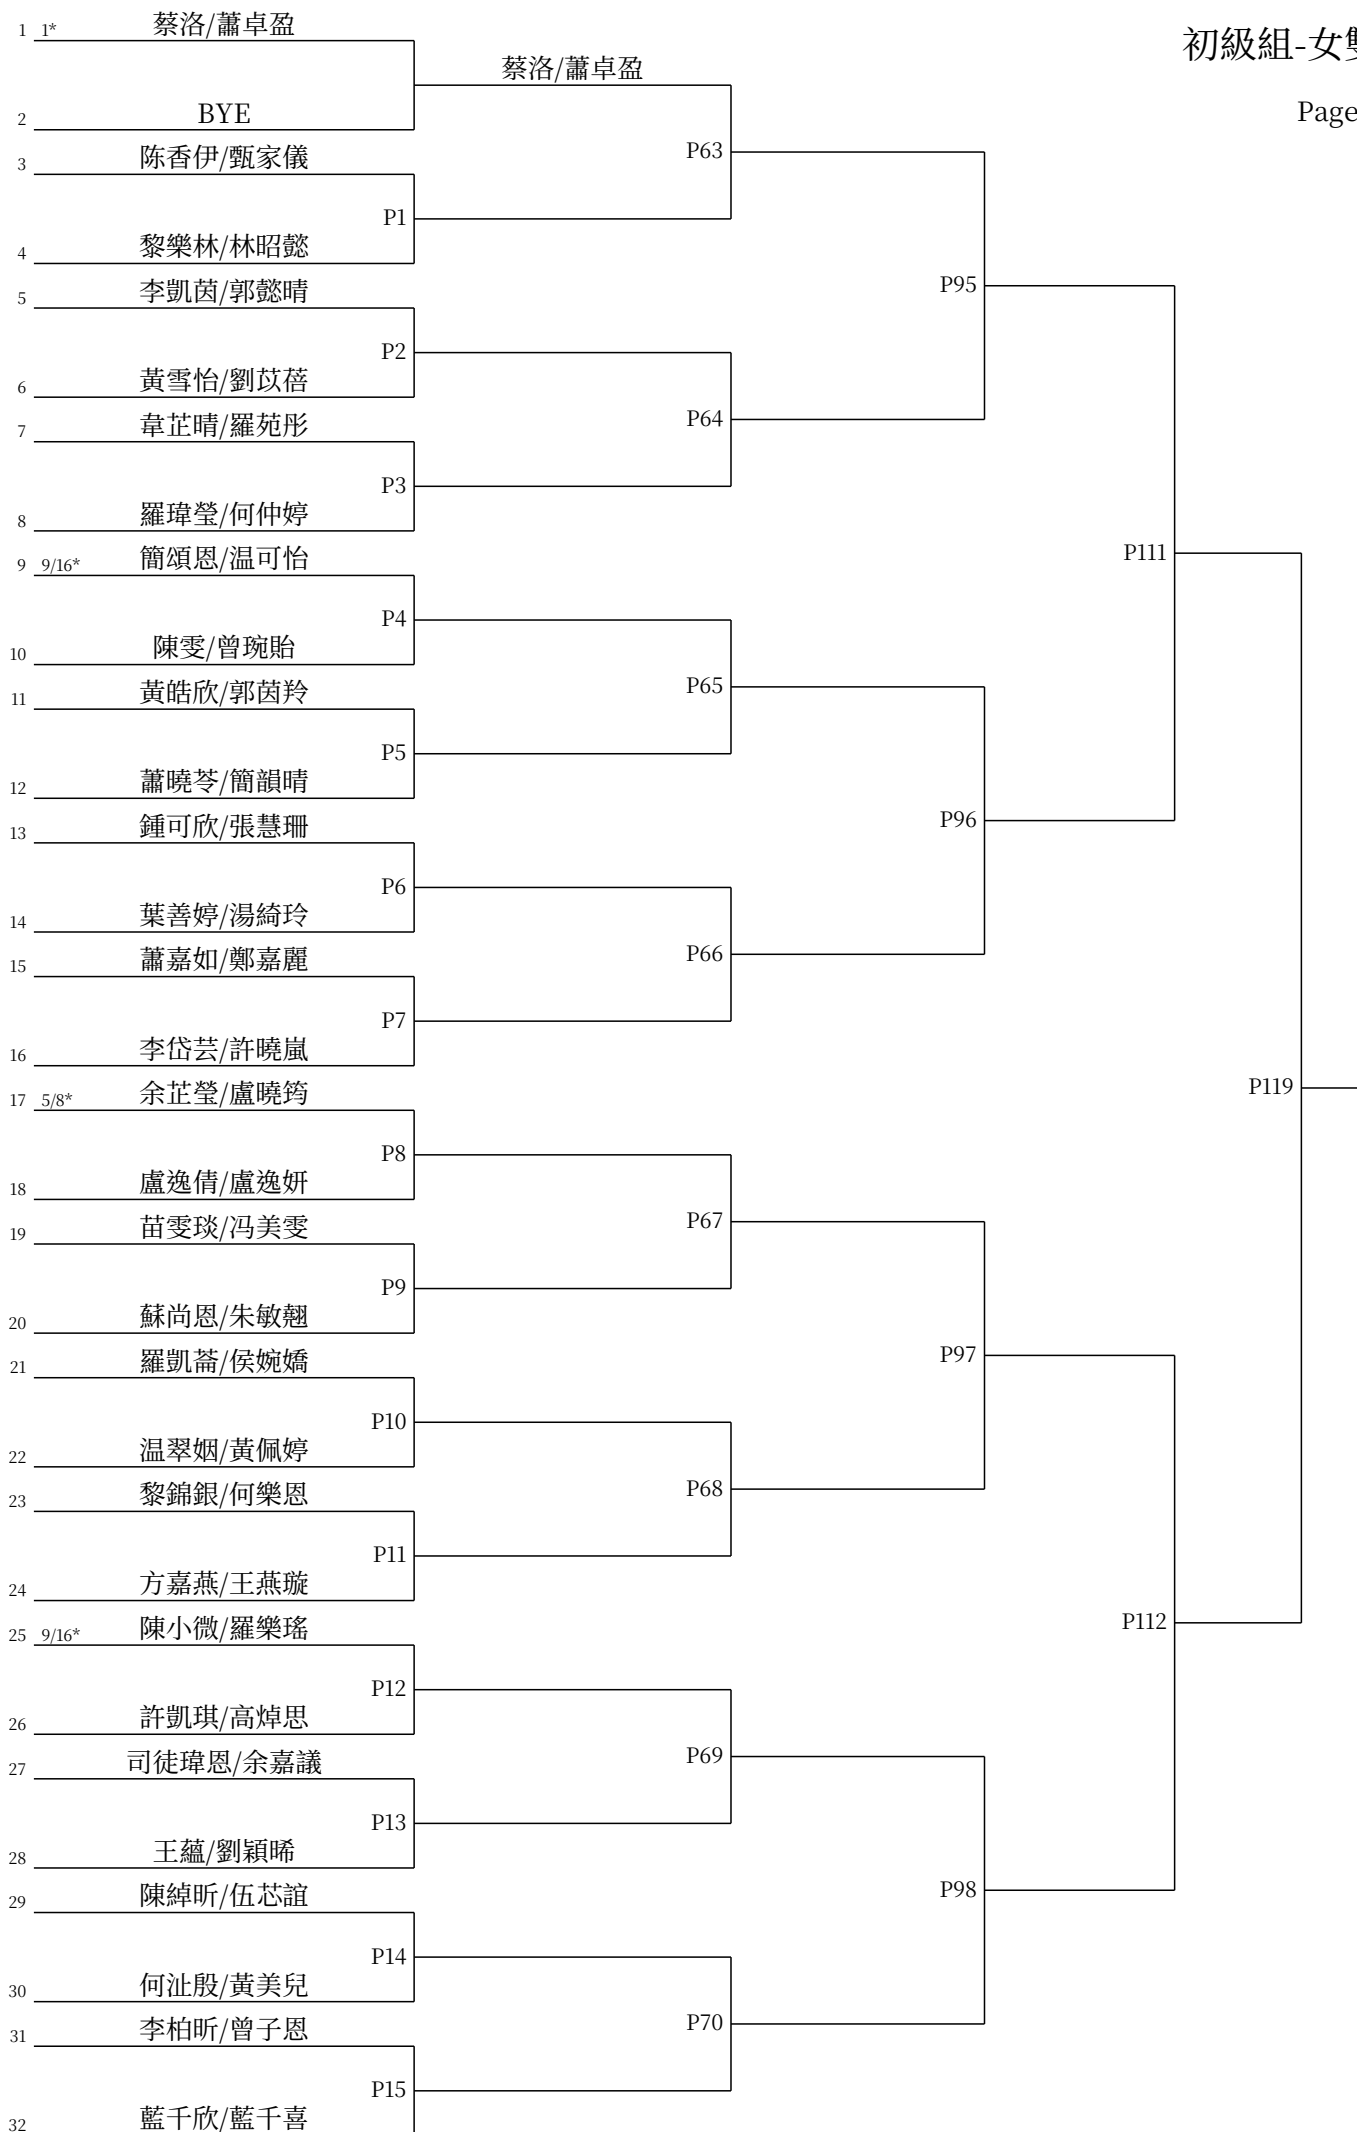 初級組-女雙
Page
1 1* 蔡洛/蕭卓盈
蔡洛/蕭卓盈
2 BYE
P63
3 陈香伊/甄家儀
P1
4 黎樂林/林昭懿
P95
5 李凱茵/郭懿晴
P2
6 黃雪怡/劉苡蓓
P64
7 韋芷晴/羅苑彤
P3
8 羅瑋瑩/何仲婷
P111
9 9/16* 簡頌恩/温可怡
P4
10 陳雯/曾琬貽
P65
11 黃皓欣/郭茵羚
P5
12 蕭曉苓/簡韻晴
P96
13 鍾可欣/張慧珊
P6
14 葉善婷/湯綺玲
P66
15 蕭嘉如/鄭嘉麗
P7
16 李岱芸/許曉嵐
P119
17 5/8* 余芷瑩/盧曉筠
P8
18 盧逸倩/盧逸妍
P67
19 苗雯琰/冯美雯
P9
20 蘇尚恩/朱敏翹
P97
21 羅凱菕/侯婉嬌
P10
22 温翠姻/黃佩婷
P68
23 黎錦銀/何樂恩
P11
24 方嘉燕/王燕璇
P112
25 9/16* 陳小微/羅樂瑤
P12
26 許凱琪/高焯思
P69
27 司徒瑋恩/余嘉議
P13
28 王蘊/劉穎晞
P98
29 陳綽昕/伍芯誼
P14
30 何沚殷/黃美兒
P70
31 李柏昕/曾子恩
P15
32 藍千欣/藍千喜